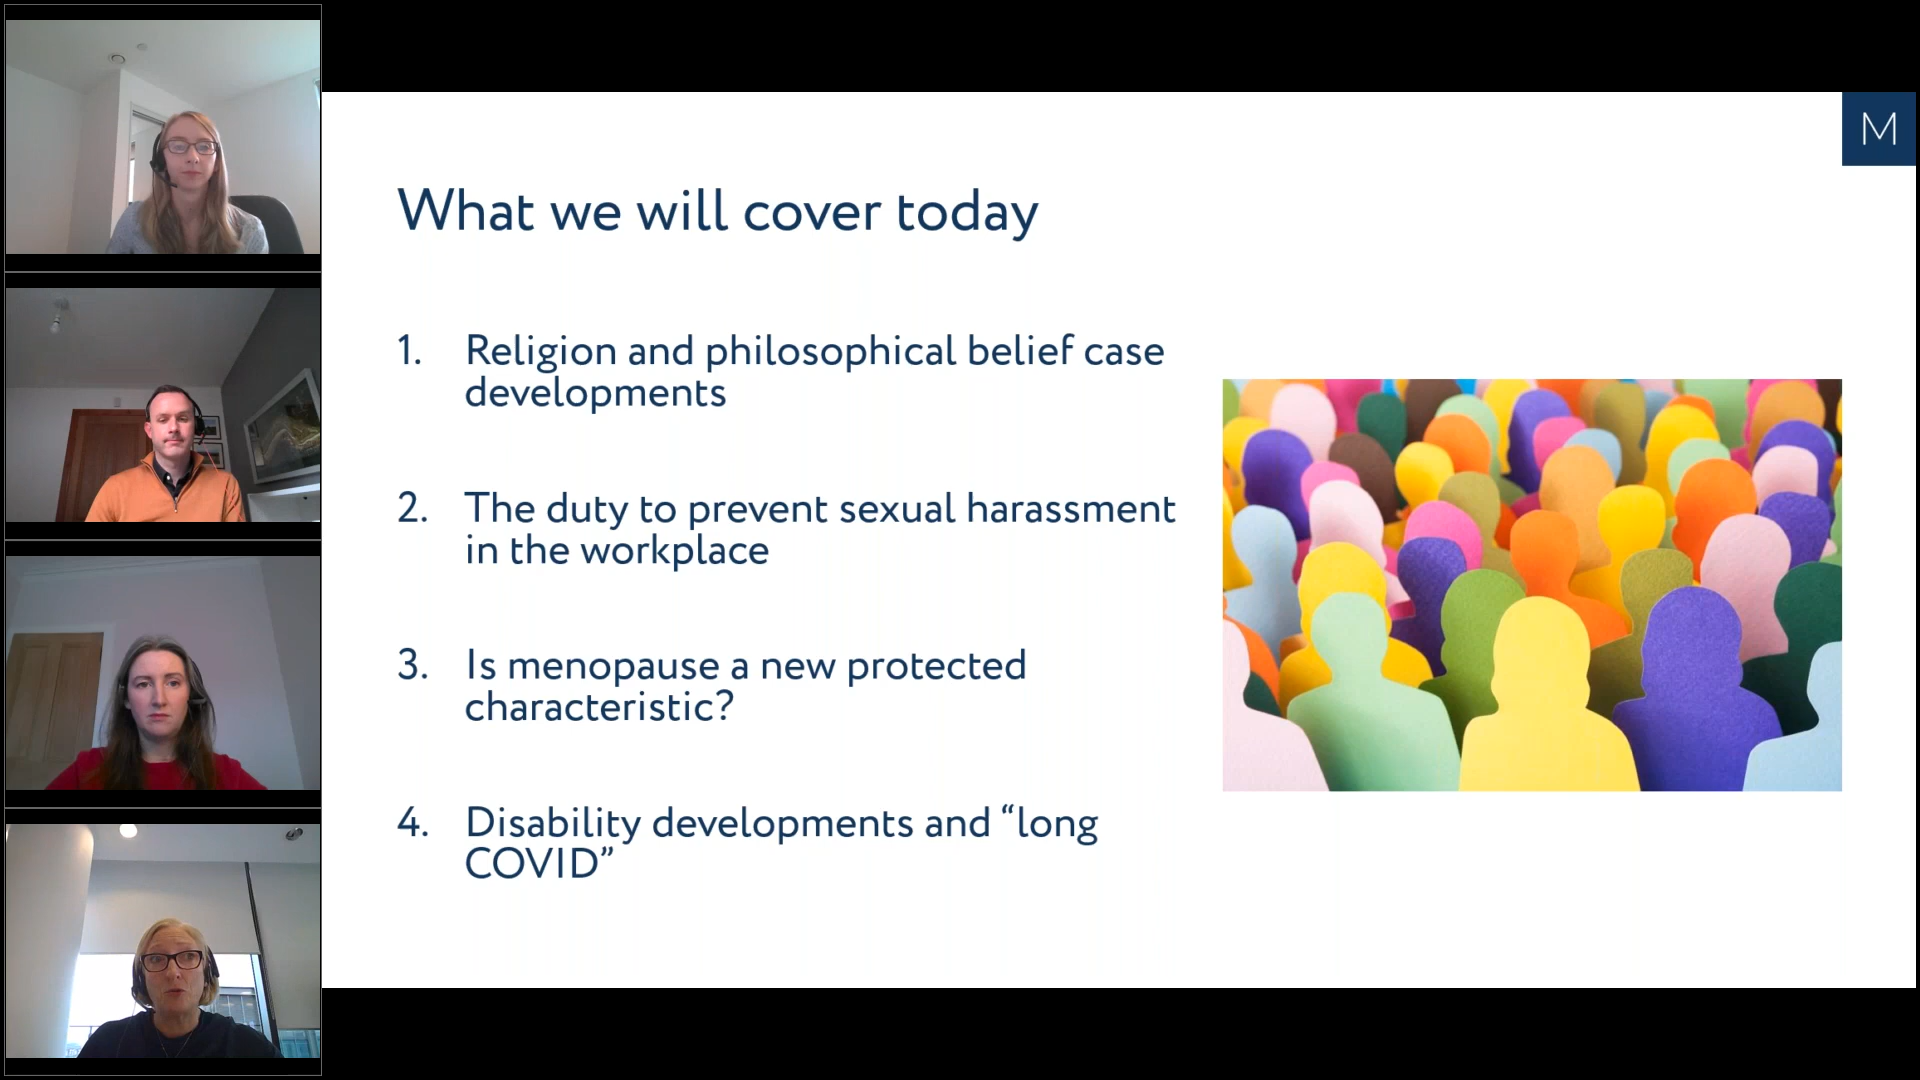 M
What we will cover today
1. Religion and philosophical belief case
developments
2. The duty to prevent sexual harassment
in the workplace
3. Is menopause a new protected
characteristic?
4. Disability developments and “long
COVID”